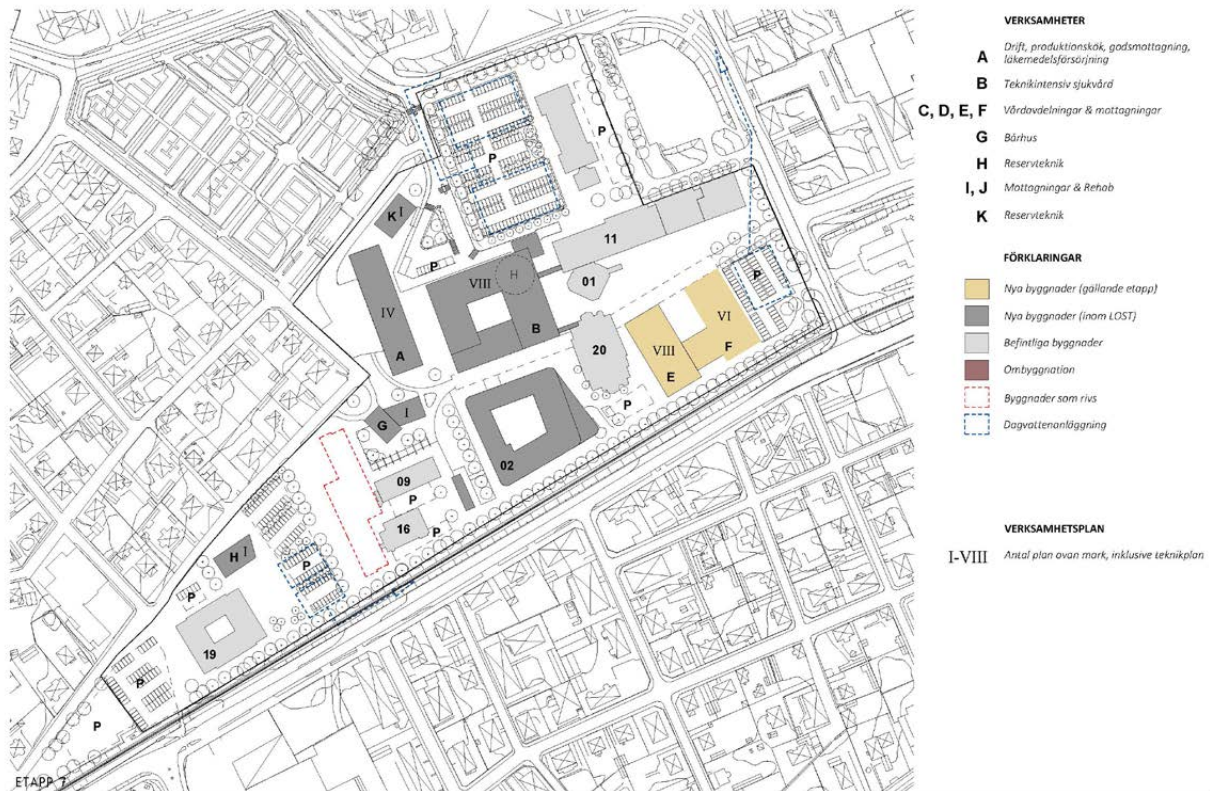 VERKSAMHETER
A Drift, produktionskök, godsmottagning,
läkemedelsförsörjning
B Teknikintensiv sjukvård
C, D, E, F Vårdavdelningar & mottagningar
G Bårhus
H Reservteknik
I, J Mottagningar & Rehab
K Reservteknik
FÖRKLARINGAR
Nya byggnader (gällande etapp)
Nya byggnader (inom LOST)
Befintliga byggnader
Ombyggnation
Byggnader som rivs
Dagvattenanläggning
VERKSAMHETSPLAN
I-VIII Antal plan ovan mark, inklusive teknikplan
P
P
K I
11
P
VIII
H
01
P
IV
B
VI
A
20
VIII
F
E
I
P
G
02
09
P
16
P
H I
P
P
19
P
P
ETAPP 7